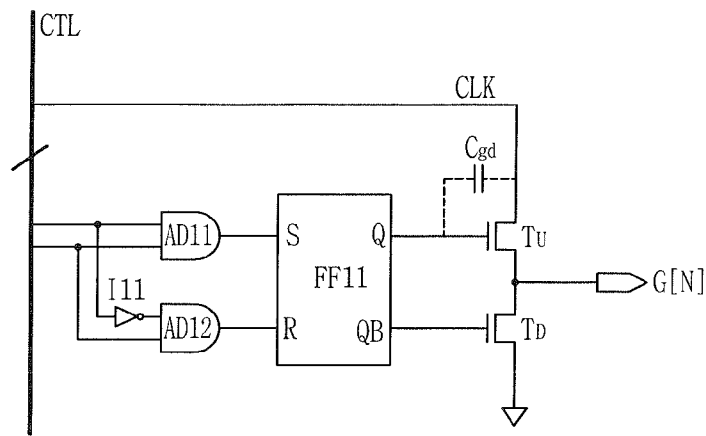 CTL
CLK
Cgd
AD11
S
Q
TU
I11
FF11
G[N]
AD12
R
QB
TD